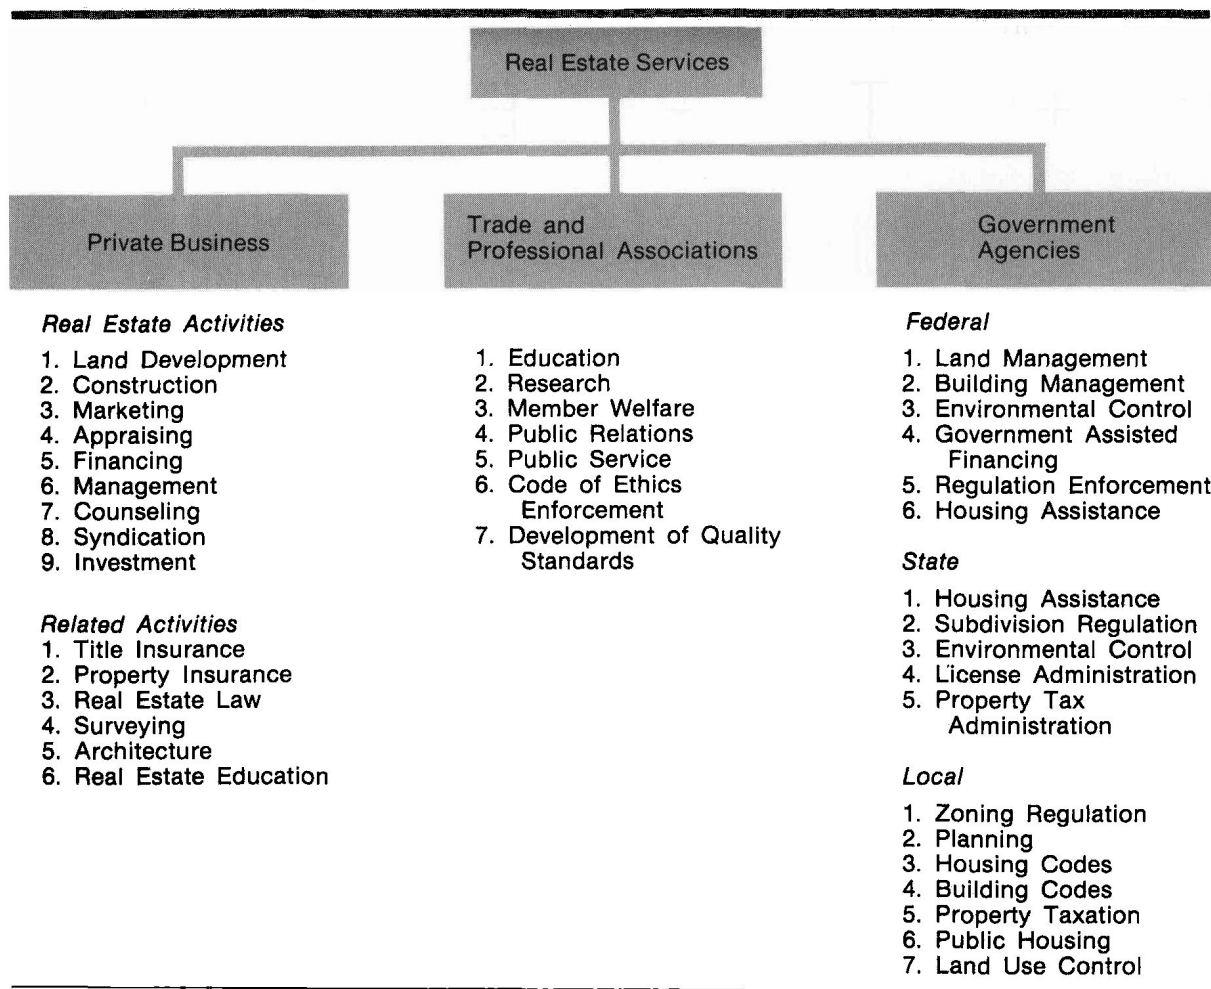 Real Estate Services
Private Business
Trade and
Professional Associations
Government
Agencies
Real Estate Activities
1. Land Development
2. Construction
3. Marketing
4. Appraising
5. Financing
6. Management
7. Counseling
8. Syndication
9. Investment
Related Activities
1. Title Insurance
2. Property Insurance
3. Real Estate Law
4. Surveying
5. Architecture
6. Real Estate Education
1. Education
2. Research
3. Member Welfare
4. Public Relations
5. Public Service
6. Code of Ethics
Enforcement
7. Development of Quality
Standards
Federal
1. Land Management
2. Building Management
3. Environmental Control
4. Government Assisted
Financing
5. Regulation Enforcement
6. Housing Assistance
State
1. Housing Assistance
2. Subdivision Regulation
3. Environmental Control
4. License Administration
5. Property Tax
Administration
Local
1. Zoning Regulation
2. Planning
3. Housing Codes
4. Building Codes
5. Property Taxation
6. Public Housing
7. Land Use Control